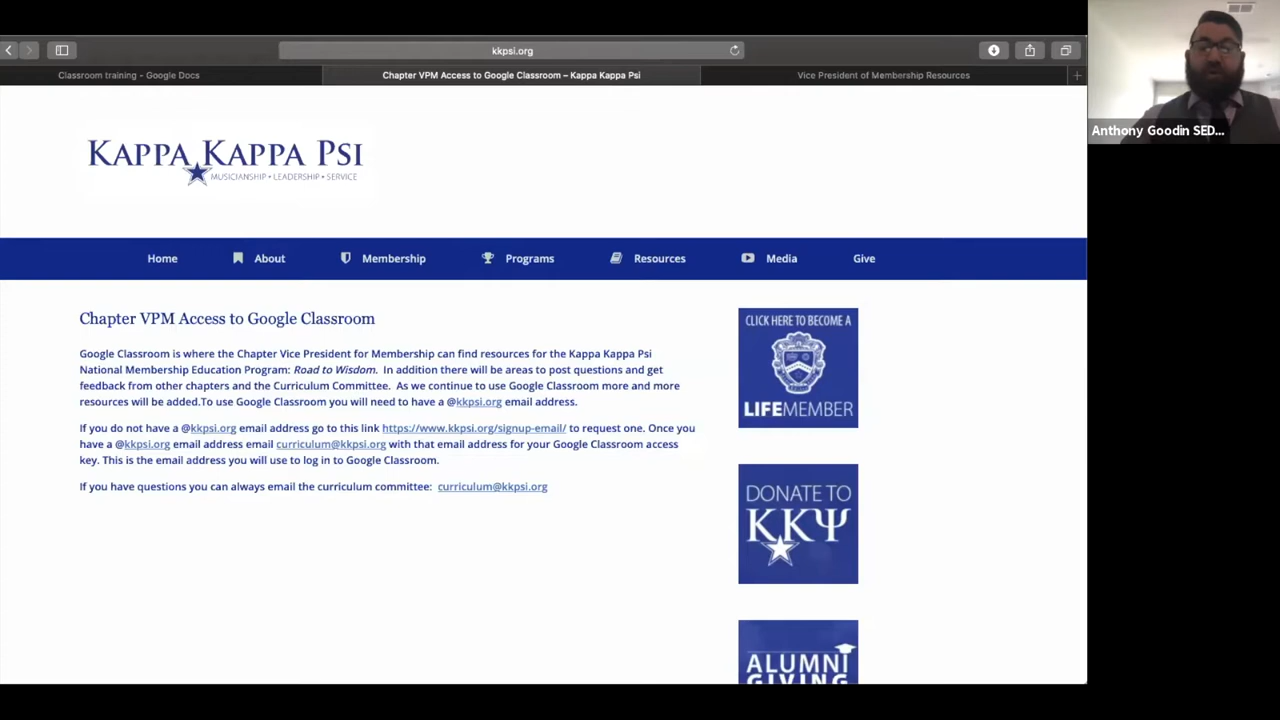 kkpsi.org
Classroom training - Google Docs
Chapter VPM Access to Google Classroom – Kappa Kappa Psi
Vice President of Membership Resources
Anthony Goodin SED...
KAPPA KAPPA PSI
MUSICIANSHIP • LEADERSHIP • SERVICE
Home
About
Membership
Programs
Resources
Media
Give
Chapter VPM Access to Google Classroom
Google Classroom is where the Chapter Vice President for Membership can find resources for the Kappa Kappa Psi
National Membership Education Program: Road to Wisdom. In addition there will be areas to post questions and get
feedback from other chapters and the Curriculum Committee. As we continue to use Google Classroom more and more
resources will be added.To use Google Classroom you will need to have a @kkpsi.org email address.
If you do not have a @kkpsi.org email address go to this link https://www.kkpsi.org/signup-email/ to request one. Once you
have a @kkpsi.org email address email curriculum@kkpsi.org with that email address for your Google Classroom access
key. This is the email address you will use to log in to Google Classroom.
If you have questions you can always email the curriculum committee: curriculum@kkpsi.org
CLICK HERE TO BECOME A
LIFEMEMBER
DONATE TO
ΚΚΨ
ALUMNI
GIVING